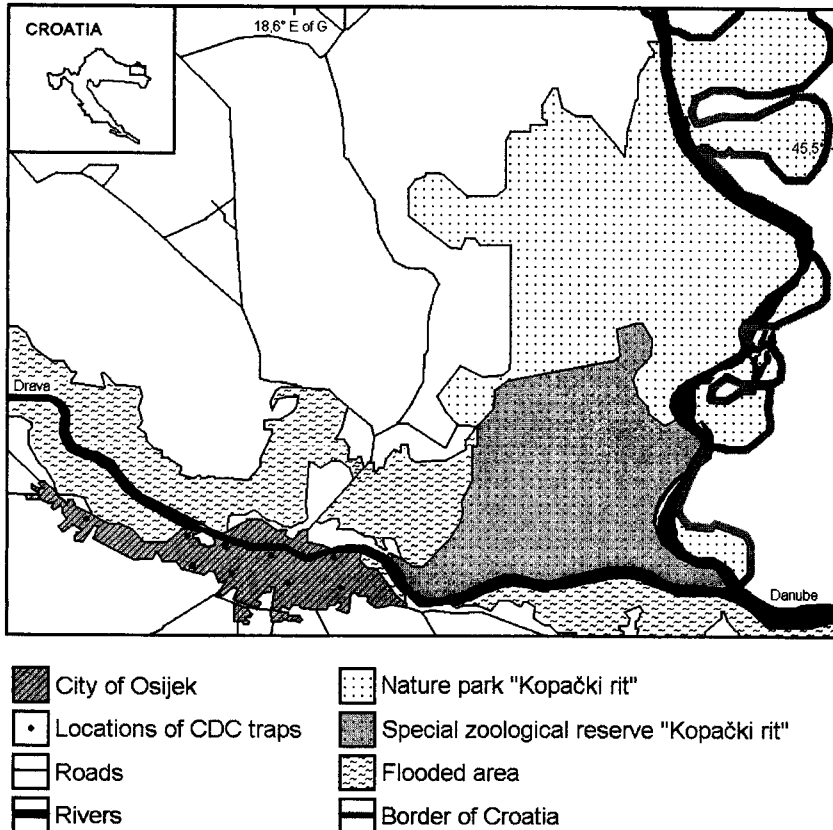 CROATIA
18,6° E of G
45,5°
Drava
Danube
City of Osijek
Locations of CDC traps
Roads
Rivers
Nature park "Kopački rit"
Special zoological reserve "Kopački rit"
Flooded area
Border of Croatia